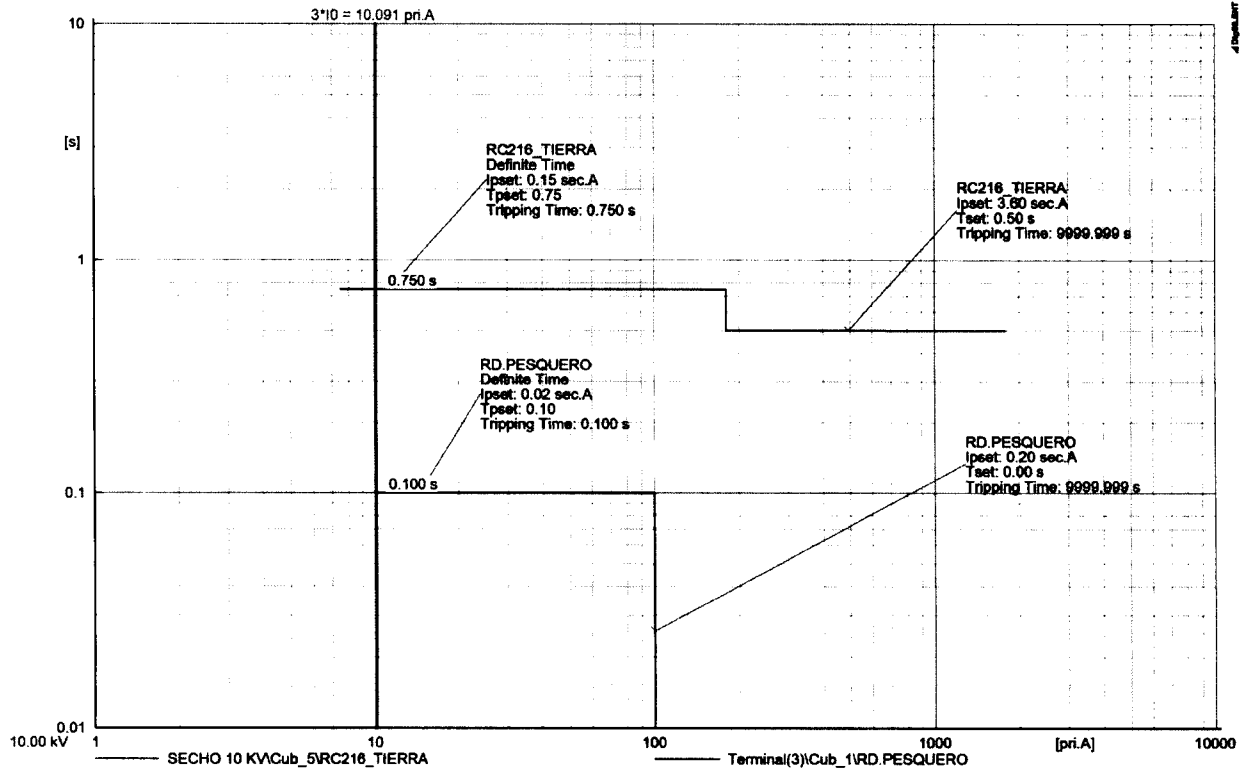 3*I0 = 10.091 pri.A
DIgSILENT
10
[s]
RC216_TIERRA
Definite Time
Ipset: 0.15 sec.A
Tpset: 0.75
Tripping Time: 0.750 s
RC216_TIERRA
Ipset: 3.60 sec.A
Tset: 0.50 s
Tripping Time: 9999.999 s
1
0.750 s
RD.PESQUERO
Definite Time
Ipset: 0.02 sec.A
Tpset: 0.10
Tripping Time: 0.100 s
RD.PESQUERO
Ipset: 0.20 sec.A
Tset: 0.00 s
Tripping Time: 9999.999 s
0.1
0.100 s
0.01
10.00 kV 1 10 100 1000 [pri.A] 10000
SECHO 10 KV\Cub_5\RC216_TIERRA Terminal(3)\Cub_1\RD.PESQUERO